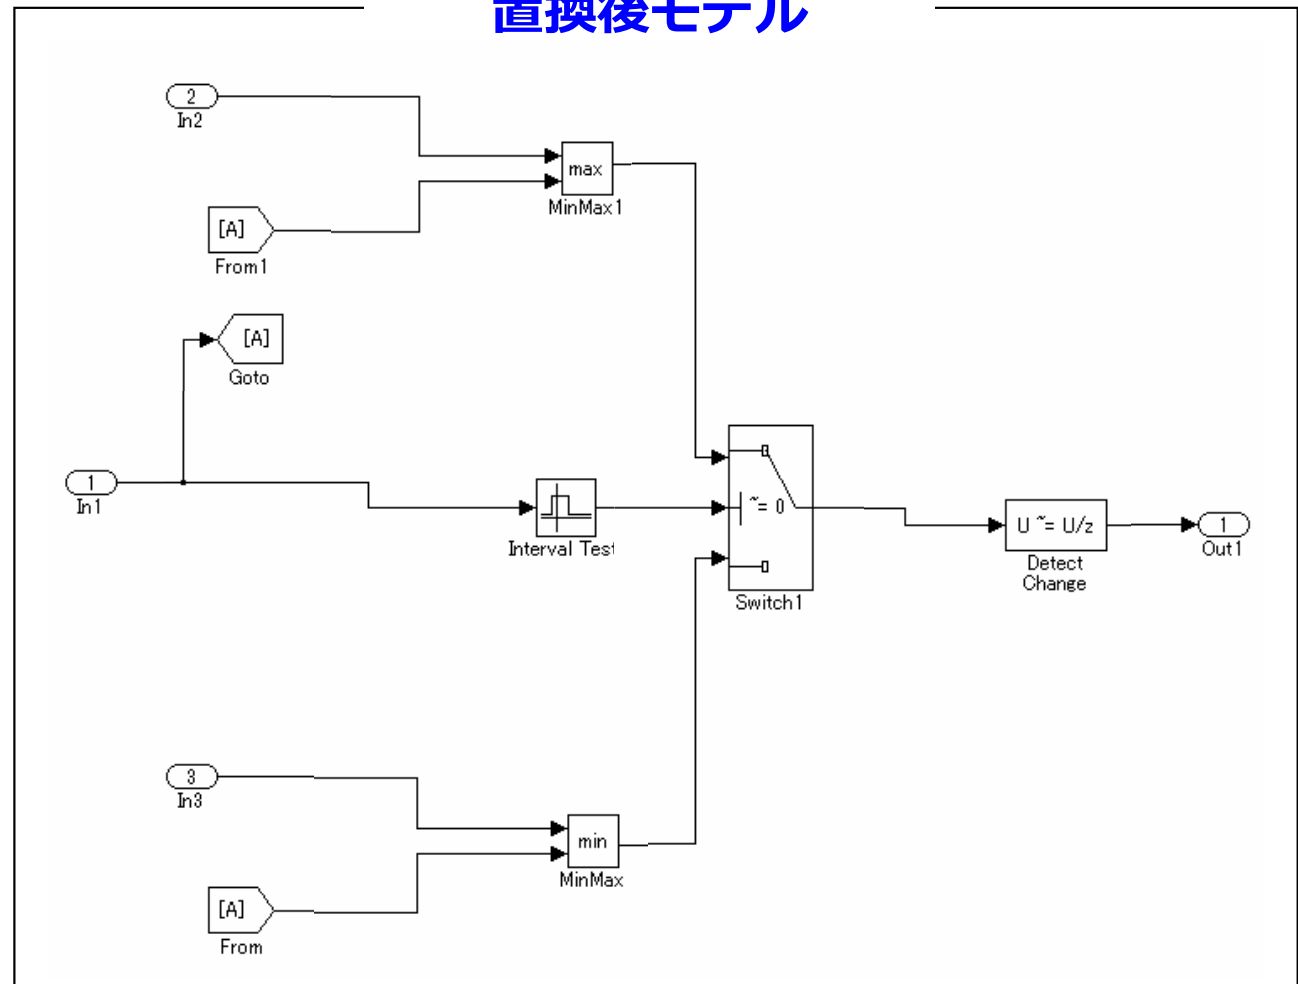 置換後モデル
2
In2
max
MinMax1
[A]
From1
[A]
Goto
1
In1
Interval Test
~= 0
Switch1
U ~= U/z
Detect
Change
1
Out1
3
In3
min
MinMax
[A]
From